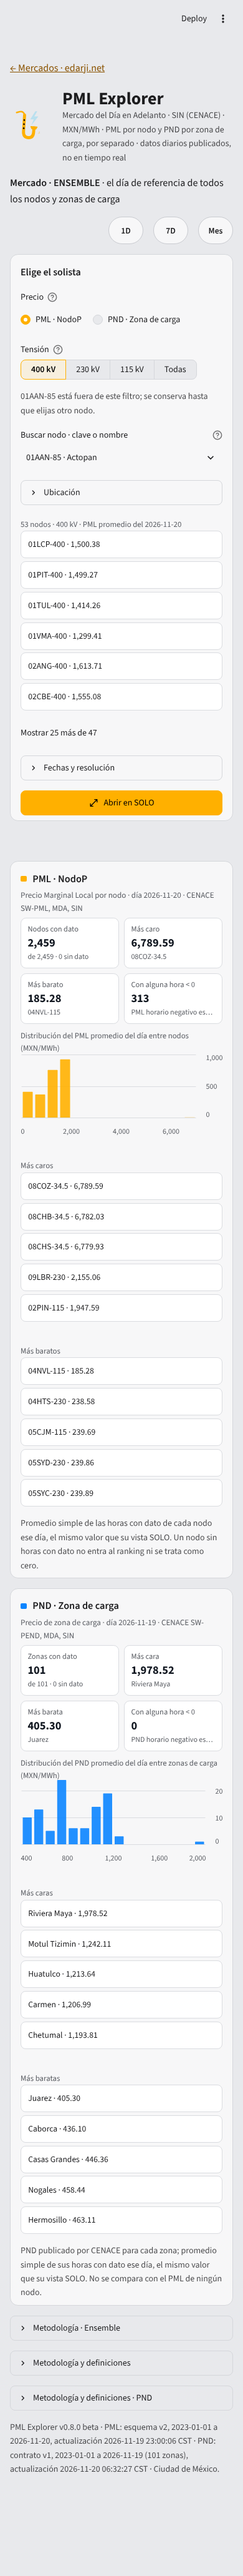 Deploy
← Mercados · edarji.net
PML Explorer
Mercado del Día en Adelanto · SIN (CENACE) ·
MXN/MWh · PML por nodo y PND por zona de
carga, por separado · datos diarios publicados,
no en tiempo real
Mercado · ENSEMBLE · el día de referencia de todos
los nodos y zonas de carga
1D
7D
Mes
Elige el solista
Precio
PML · NodoP
PND · Zona de carga
Tensión
400 kV
230 kV
115 kV
Todas
01AAN-85 está fuera de este filtro; se conserva hasta
que elijas otro nodo.
Buscar nodo · clave o nombre
01AAN-85 · Actopan
Ubicación
53 nodos · 400 kV · PML promedio del 2026-11-20
01LCP-400 · 1,500.38
01PIT-400 · 1,499.27
01TUL-400 · 1,414.26
01VMA-400 · 1,299.41
02ANG-400 · 1,613.71
02CBE-400 · 1,555.08
Mostrar 25 más de 47
Fechas y resolución
Abrir en SOLO
PML · NodoP
Precio Marginal Local por nodo · día 2026-11-20 · CENACE
SW-PML, MDA, SIN
Nodos con dato
2,459
de 2,459 · 0 sin dato
Más caro
6,789.59
08COZ-34.5
Más barato
185.28
04NVL-115
Con alguna hora < 0
313
PML horario negativo es…
Distribución del PML promedio del día entre nodos
(MXN/MWh)
1,000
500
0
0
2,000
4,000
6,000
Más caros
08COZ-34.5 · 6,789.59
08CHB-34.5 · 6,782.03
08CHS-34.5 · 6,779.93
09LBR-230 · 2,155.06
02PIN-115 · 1,947.59
Más baratos
04NVL-115 · 185.28
04HTS-230 · 238.58
05CJM-115 · 239.69
05SYD-230 · 239.86
05SYC-230 · 239.89
Promedio simple de las horas con dato de cada nodo
ese día, el mismo valor que su vista SOLO. Un nodo sin
horas con dato no entra al ranking ni se trata como
cero.
PND · Zona de carga
Precio de zona de carga · día 2026-11-19 · CENACE SW-
PEND, MDA, SIN
Zonas con dato
101
de 101 · 0 sin dato
Más cara
1,978.52
Riviera Maya
Más barata
405.30
Juarez
Con alguna hora < 0
0
PND horario negativo es…
Distribución del PND promedio del día entre zonas de carga
(MXN/MWh)
20
10
0
400
800
1,200
1,600
2,000
Más caras
Riviera Maya · 1,978.52
Motul Tizimin · 1,242.11
Huatulco · 1,213.64
Carmen · 1,206.99
Chetumal · 1,193.81
Más baratas
Juarez · 405.30
Caborca · 436.10
Casas Grandes · 446.36
Nogales · 458.44
Hermosillo · 463.11
PND publicado por CENACE para cada zona; promedio
simple de sus horas con dato ese día, el mismo valor
que su vista SOLO. No se compara con el PML de ningún
nodo.
Metodología · Ensemble
Metodología y definiciones
Metodología y definiciones · PND
PML Explorer v0.8.0 beta · PML: esquema v2, 2023-01-01 a
2026-11-20, actualización 2026-11-19 23:00:06 CST · PND:
contrato v1, 2023-01-01 a 2026-11-19 (101 zonas),
actualización 2026-11-20 06:32:27 CST · Ciudad de México.